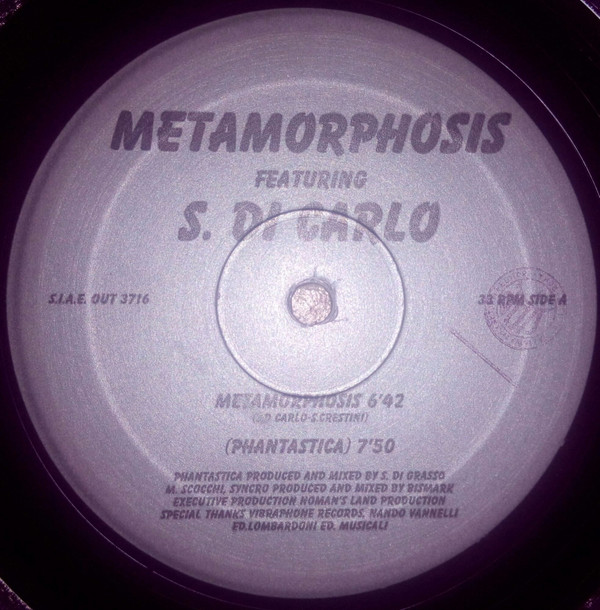 METAMORPHOSIS
FEATURING
S. DI CARLO
S.I.A.E. OUT 3716
33 RPM SIDE A
METAMORPHOSIS 6'42
DI CARLO-S.CRESTINI)
(PHANTASTICA) 7'50
PHANTASTICA PRODUCED AND MIXED BY S. DI GRASSO
M. SCOCCHI, SYNCRO PRODUCED AND MIXED BY BISMARK
EXECUTIVE PRODUCTION NOMAN'S LAND PRODUCTION
SPECIAL THANKS VIBRAPHONE RECORDS, NANDO VANNELLI
ED.LOMBARDONI ED. MUSICALI